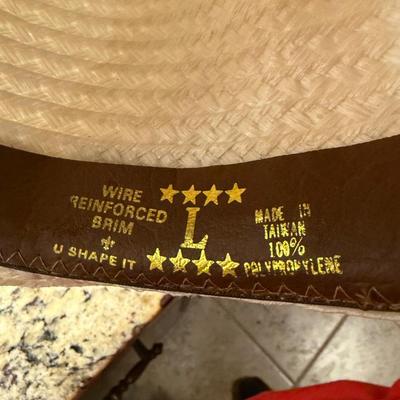 WIRE
REINFORCED
BRIM
U SHAPE IT
L
MADE IN
TAIWAN
100%
POLYPROPYLENE